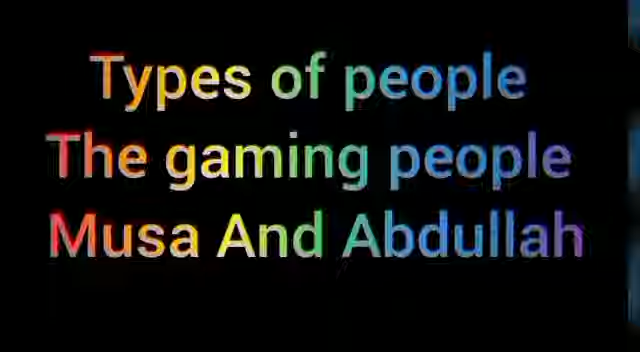 Types of people
The gaming people
Musa And Abdullah